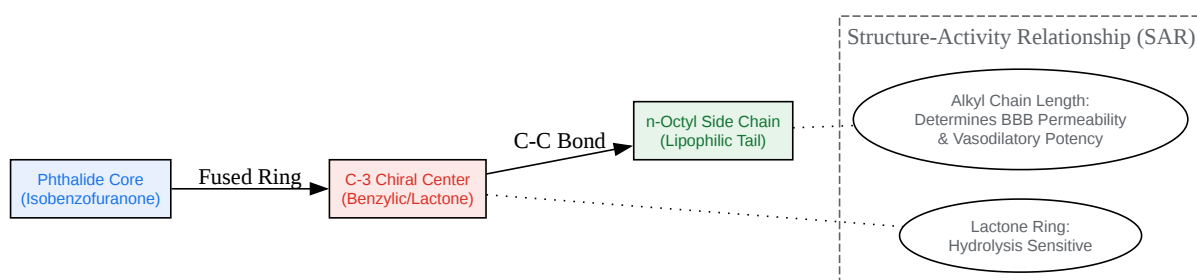 Structure-Activity Relationship (SAR)
Alkyl Chain Length:
Determines BBB Permeability
& Vasodilatory Potency
n-Octyl Side Chain
(Lipophilic Tail)
C-C Bond
Phthalide Core
(Isobenzofuranone)
Fused Ring
C-3 Chiral Center
(Benzylic/Lactone)
Lactone Ring:
Hydrolysis Sensitive